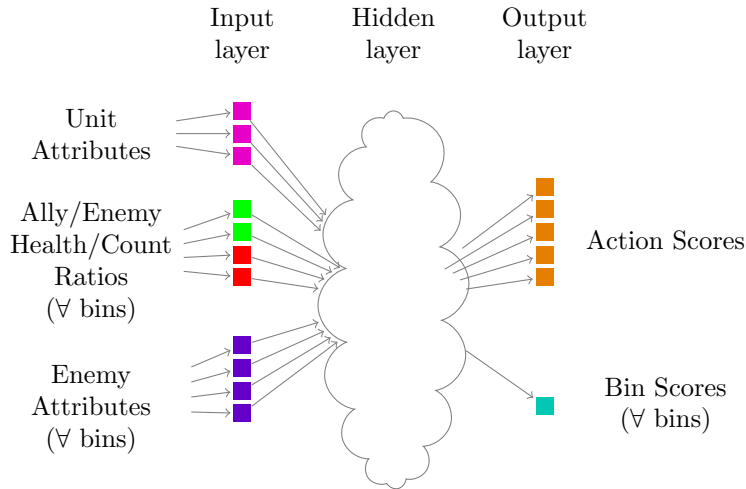 Input
layer
Hidden
layer
Output
layer
Unit
Attributes
Ally/Enemy
Health/Count
Ratios
(∀ bins)
Enemy
Attributes
(∀ bins)
Action Scores
Bin Scores
(∀ bins)